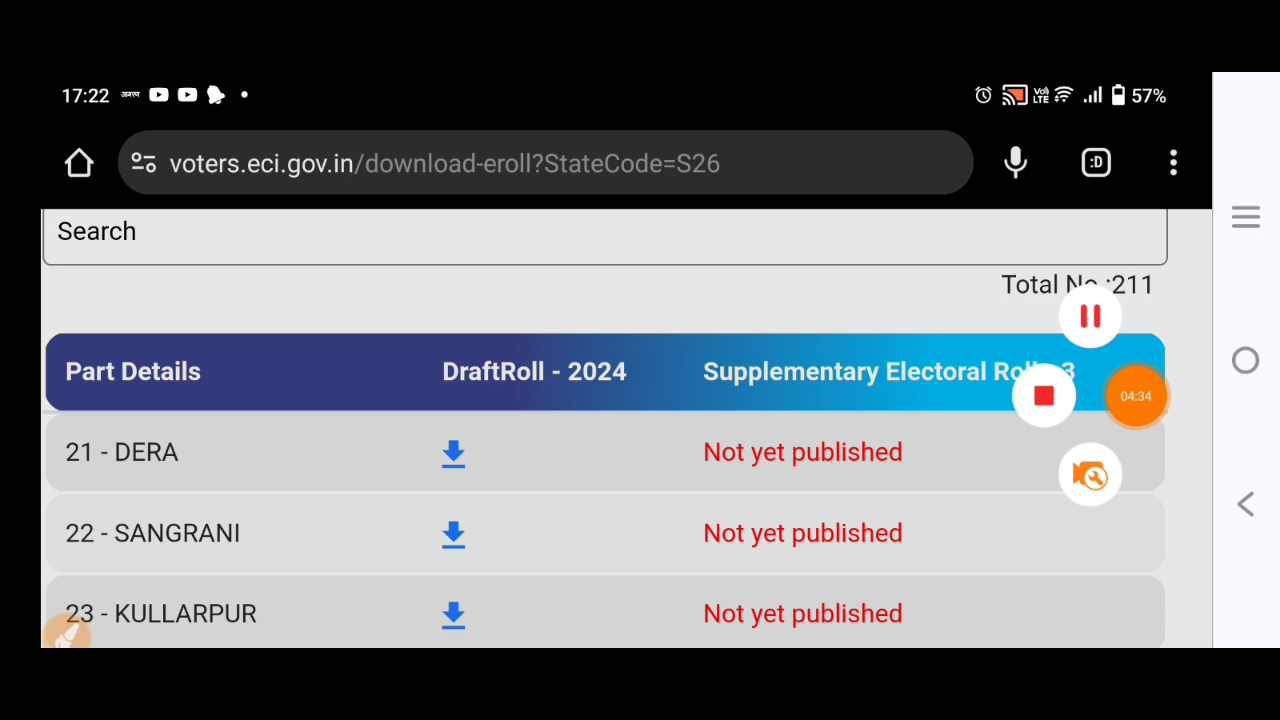 17:22
57%
voters.eci.gov.in/download-eroll?StateCode=S26
:D
Search
Total No :211
Part Details DraftRoll - 2024 Supplementary Electoral Roll - 3
04:34
21 - DERA Not yet published
22 - SANGRANI Not yet published
23 - KULLARPUR Not yet published